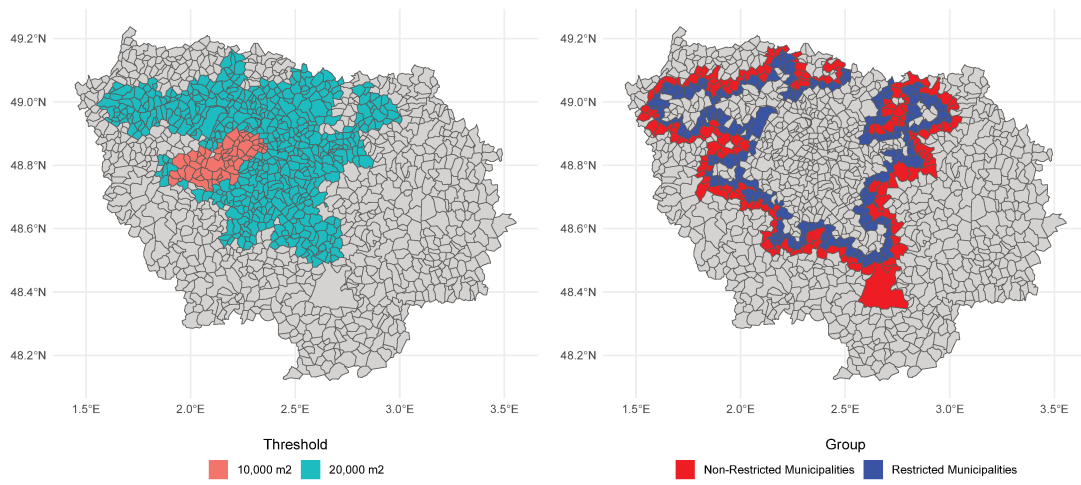 49.2°N
49.0°N
48.8°N
48.6°N
48.4°N
48.2°N
1.5°E 2.0°E 2.5°E 3.0°E 3.5°E
Threshold
10,000 m2 20,000 m2
49.2°N
49.0°N
48.8°N
48.6°N
48.4°N
48.2°N
1.5°E 2.0°E 2.5°E 3.0°E 3.5°E
Group
Non-Restricted Municipalities Restricted Municipalities